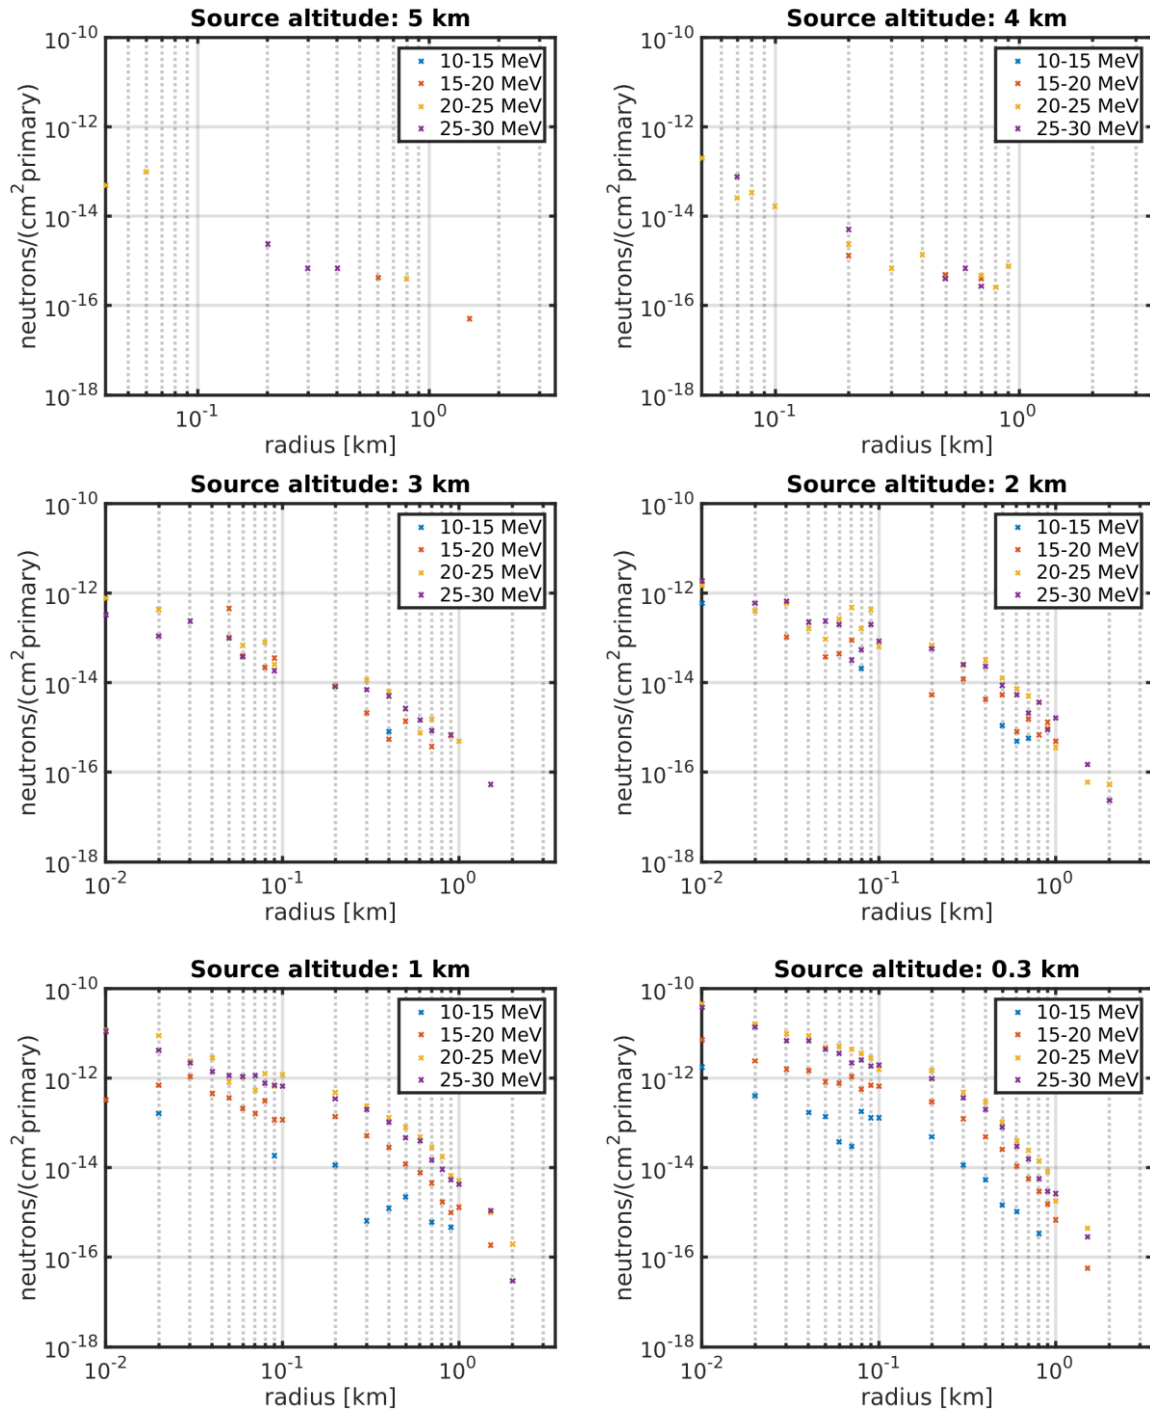 Source altitude: 5 km
10⁻¹⁰
10⁻¹²
10⁻¹⁴
10⁻¹⁶
10⁻¹⁸
neutrons/(cm²primary)
10-15 MeV
15-20 MeV
20-25 MeV
25-30 MeV
10⁻¹
10⁰
radius [km]
Source altitude: 4 km
10⁻¹⁰
10⁻¹²
10⁻¹⁴
10⁻¹⁶
10⁻¹⁸
neutrons/(cm²primary)
10-15 MeV
15-20 MeV
20-25 MeV
25-30 MeV
10⁻¹
10⁰
radius [km]
Source altitude: 3 km
10⁻¹⁰
10⁻¹²
10⁻¹⁴
10⁻¹⁶
10⁻¹⁸
neutrons/(cm²primary)
10-15 MeV
15-20 MeV
20-25 MeV
25-30 MeV
10⁻²
10⁻¹
10⁰
radius [km]
Source altitude: 2 km
10⁻¹⁰
10⁻¹²
10⁻¹⁴
10⁻¹⁶
10⁻¹⁸
neutrons/(cm²primary)
10-15 MeV
15-20 MeV
20-25 MeV
25-30 MeV
10⁻²
10⁻¹
10⁰
radius [km]
Source altitude: 1 km
10⁻¹⁰
10⁻¹²
10⁻¹⁴
10⁻¹⁶
10⁻¹⁸
neutrons/(cm²primary)
10-15 MeV
15-20 MeV
20-25 MeV
25-30 MeV
10⁻²
10⁻¹
10⁰
radius [km]
Source altitude: 0.3 km
10⁻¹⁰
10⁻¹²
10⁻¹⁴
10⁻¹⁶
10⁻¹⁸
neutrons/(cm²primary)
10-15 MeV
15-20 MeV
20-25 MeV
25-30 MeV
10⁻²
10⁻¹
10⁰
radius [km]